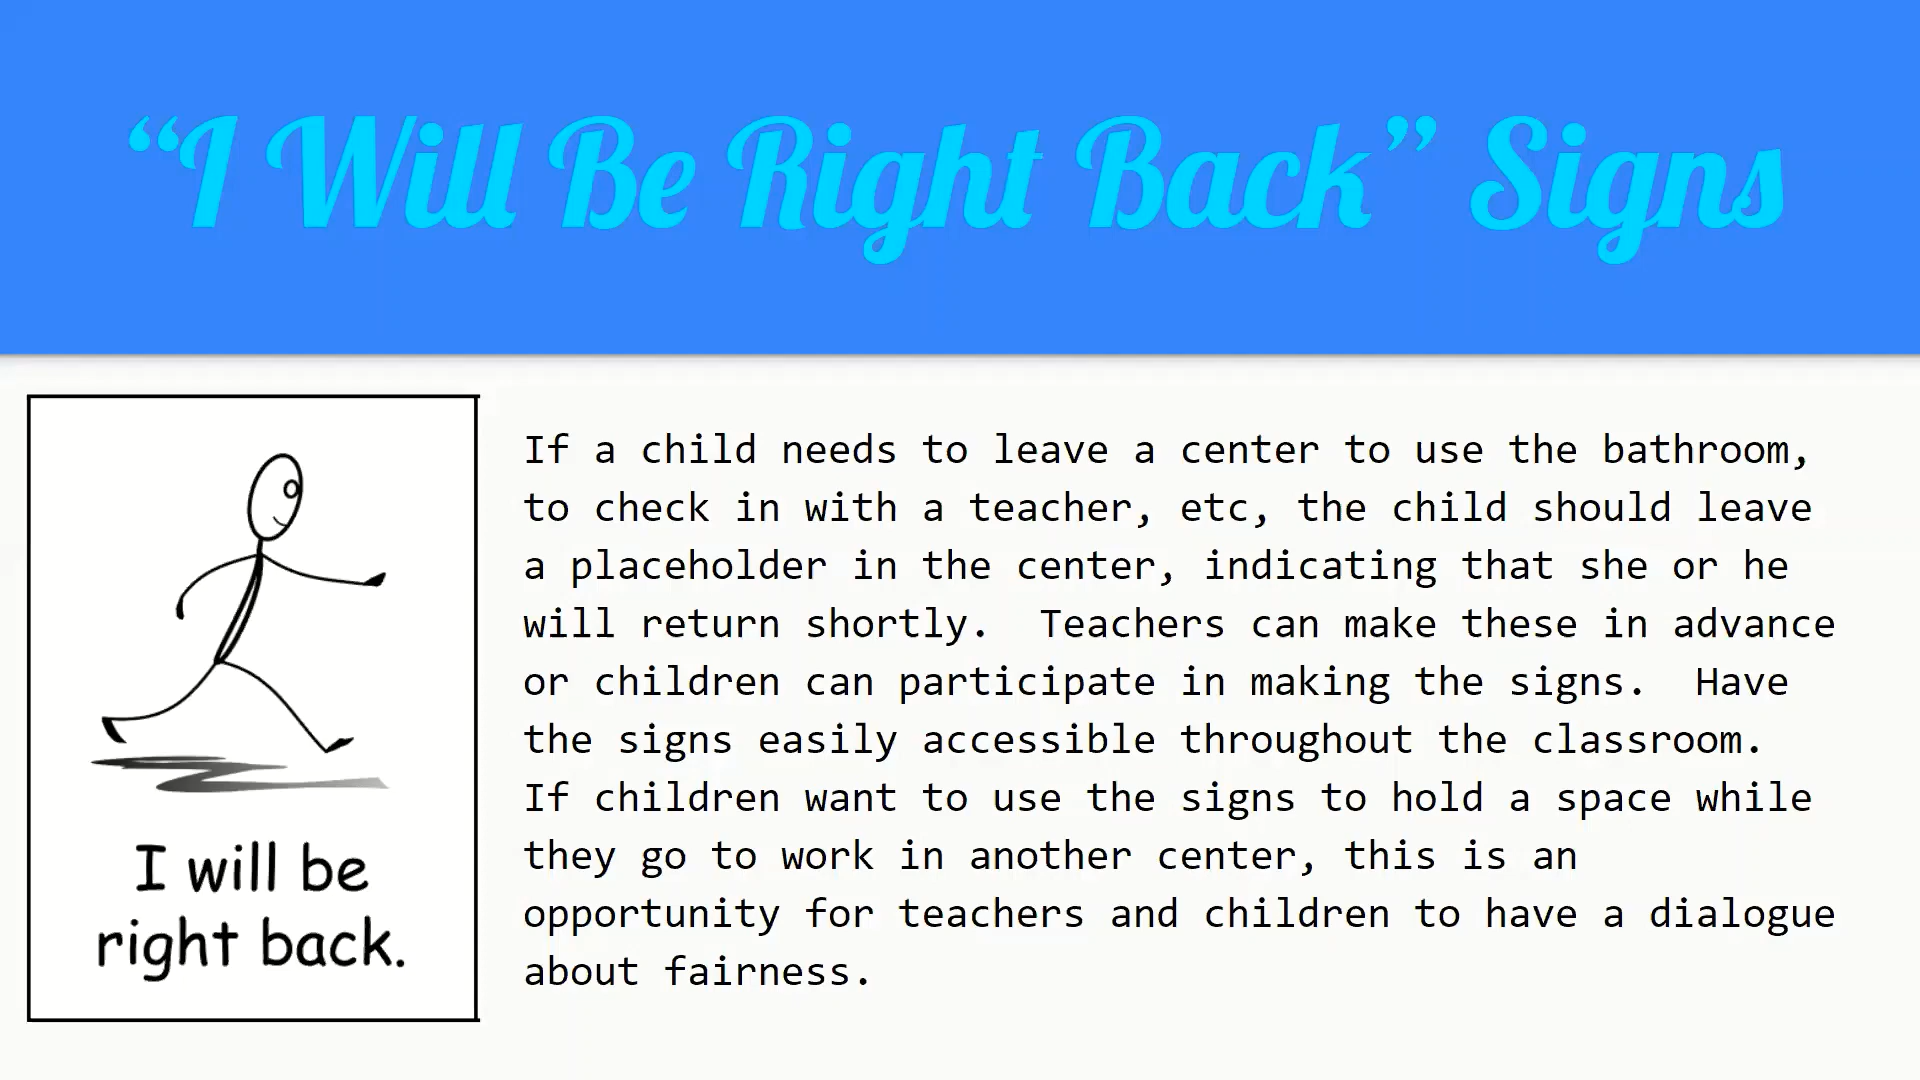 “I Will Be Right Back” Signs
If a child needs to leave a center to use the bathroom,
to check in with a teacher, etc, the child should leave
a placeholder in the center, indicating that she or he
will return shortly.  Teachers can make these in advance
or children can participate in making the signs.  Have
the signs easily accessible throughout the classroom.
If children want to use the signs to hold a space while
they go to work in another center, this is an
opportunity for teachers and children to have a dialogue
about fairness.
I will be
right back.